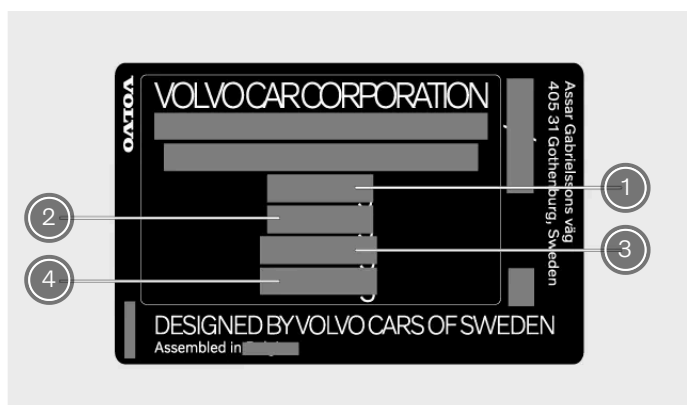 VOLVO
VOLVO CAR CORPORATION
Assar Gabrielssons väg
405 31 Gothenburg, Sweden
1
2
3
4
DESIGNED BY VOLVO CARS OF SWEDEN
Assembled in